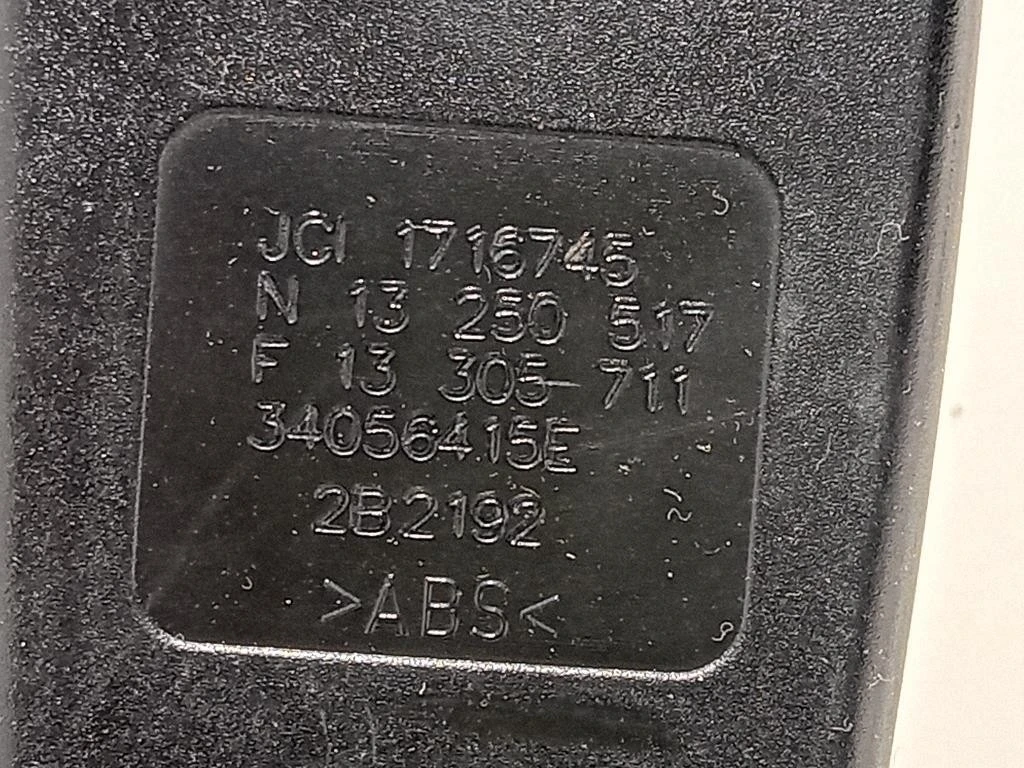 JCI 1716745
N 13 250 517
F 13 305 711
34056415E
2B2192
>ABS<